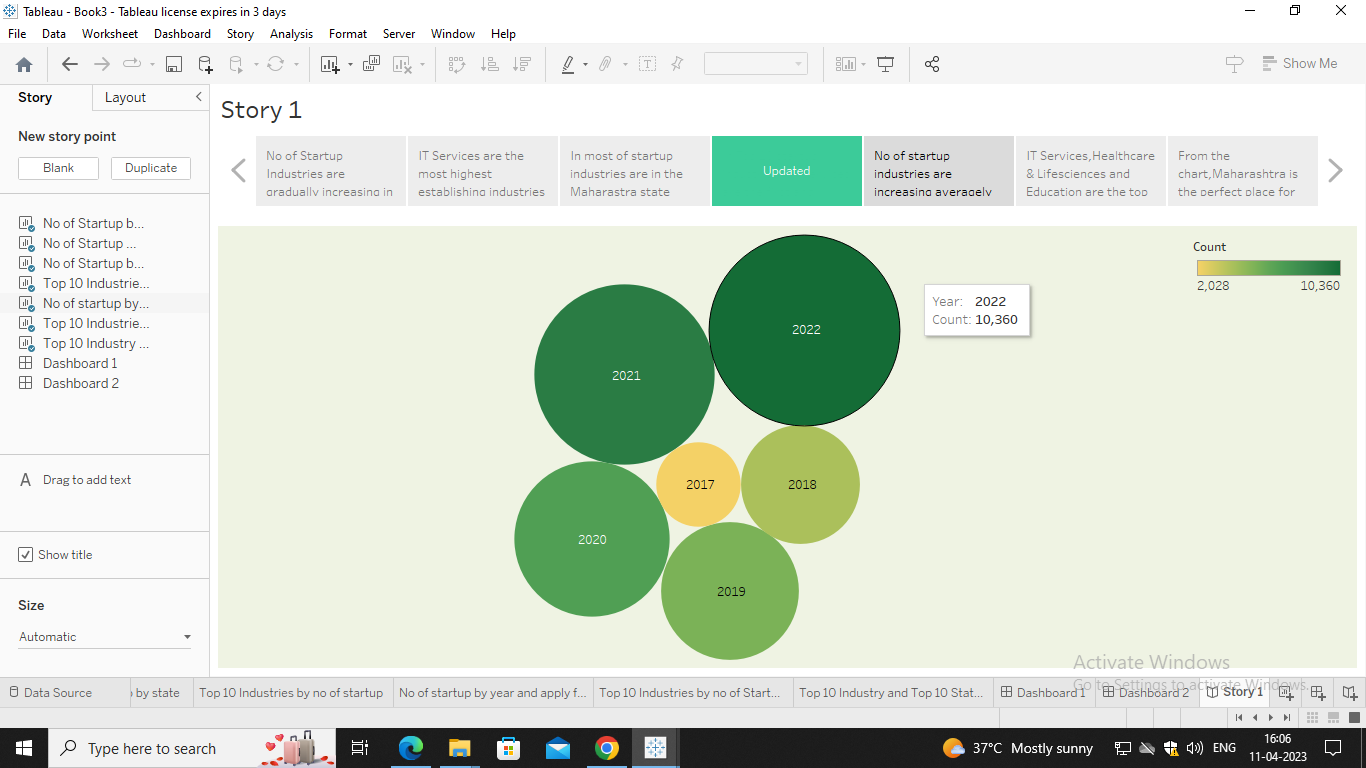 Tableau - Book3 - Tableau license expires in 3 days
File Data Worksheet Dashboard Story Analysis Format Server Window Help
Show Me
Story Layout
New story point
Blank Duplicate
No of Startup b...
No of Startup ...
No of Startup b...
Top 10 Industrie...
No of startup by...
Top 10 Industrie...
Top 10 Industry ...
Dashboard 1
Dashboard 2
A Drag to add text
Show title
Size
Automatic
Story 1
No of Startup
Industries are
gradually increasing in
IT Services are the
most highest
establishing industries
In most of startup
industries are in the
Maharastra state
Updated
No of startup
industries are
increasing averagely
IT Services,Healthcare
& Lifesciences and
Education are the top
From the
chart,Maharashtra is
the perfect place for
Count
2,028 10,360
Year: 2022
Count: 10,360
2022
2021
2017
2018
2020
2019
Activate Windows
Go to Settings to activate Windows.
Data Source
by state
Top 10 Industries by no of startup
No of startup by year and apply f...
Top 10 Industries by no of Start...
Top 10 Industry and Top 10 Stat...
Dashboard 1
Dashboard 2
Story 1
Type here to search
37°C Mostly sunny
ENG
16:06
11-04-2023